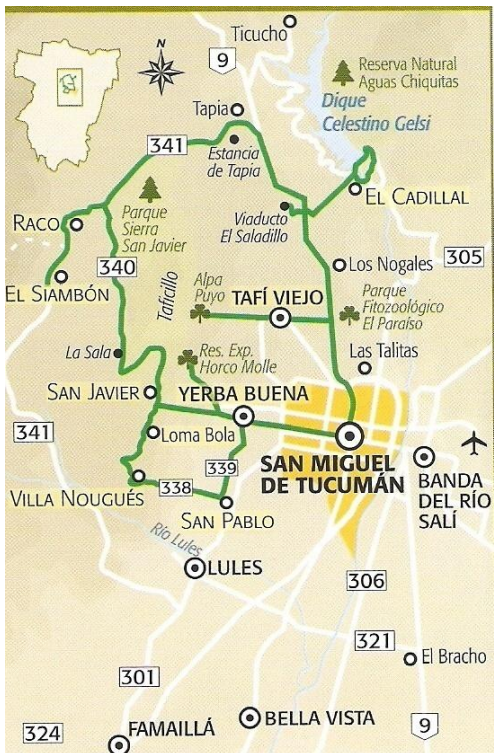 Ticucho
N
9
Reserva Natural
Aguas Chiquitas
Dique
Celestino Gelsi
Tapia
341
Estancia
de Tapia
EL CADILLAL
Parque
Sierra
San Javier
Viaducto
El Saladillo
RACO
305
340
Los Nogales
EL SIAMBÓN
Taficillo
Alpa
Puyo
TAFÍ VIEJO
Parque
Fitozoológico
El Paraíso
La Sala
Res. Exp.
Horco Molle
Las Talitas
SAN JAVIER
YERBA BUENA
341
Loma Bola
SAN MIGUEL
DE TUCUMÁN
339
BANDA
DEL RÍO
SALÍ
VILLA NOUGUÉS
338
SAN PABLO
Río Lules
LULES
306
321
El Bracho
301
324
FAMAILLÁ
BELLA VISTA
9